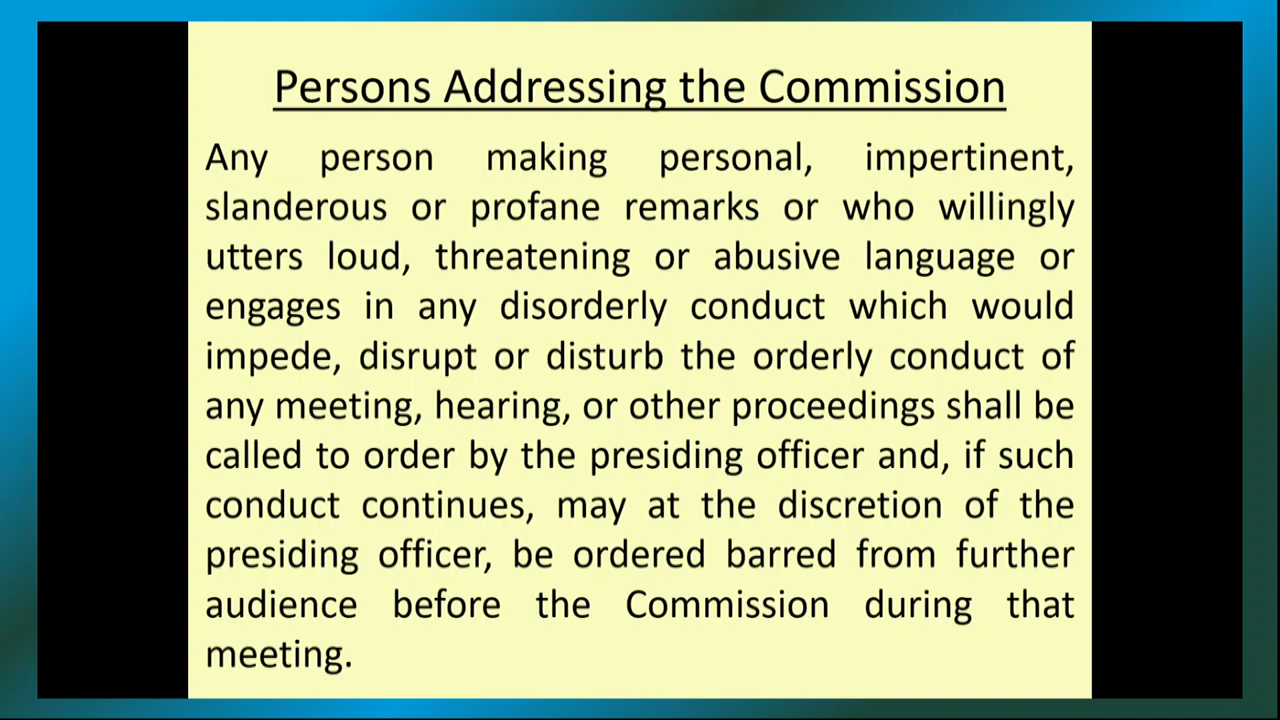 Persons Addressing the Commission
Any person making personal, impertinent,
slanderous or profane remarks or who willingly
utters loud, threatening or abusive language or
engages in any disorderly conduct which would
impede, disrupt or disturb the orderly conduct of
any meeting, hearing, or other proceedings shall be
called to order by the presiding officer and, if such
conduct continues, may at the discretion of the
presiding officer, be ordered barred from further
audience before the Commission during that
meeting.